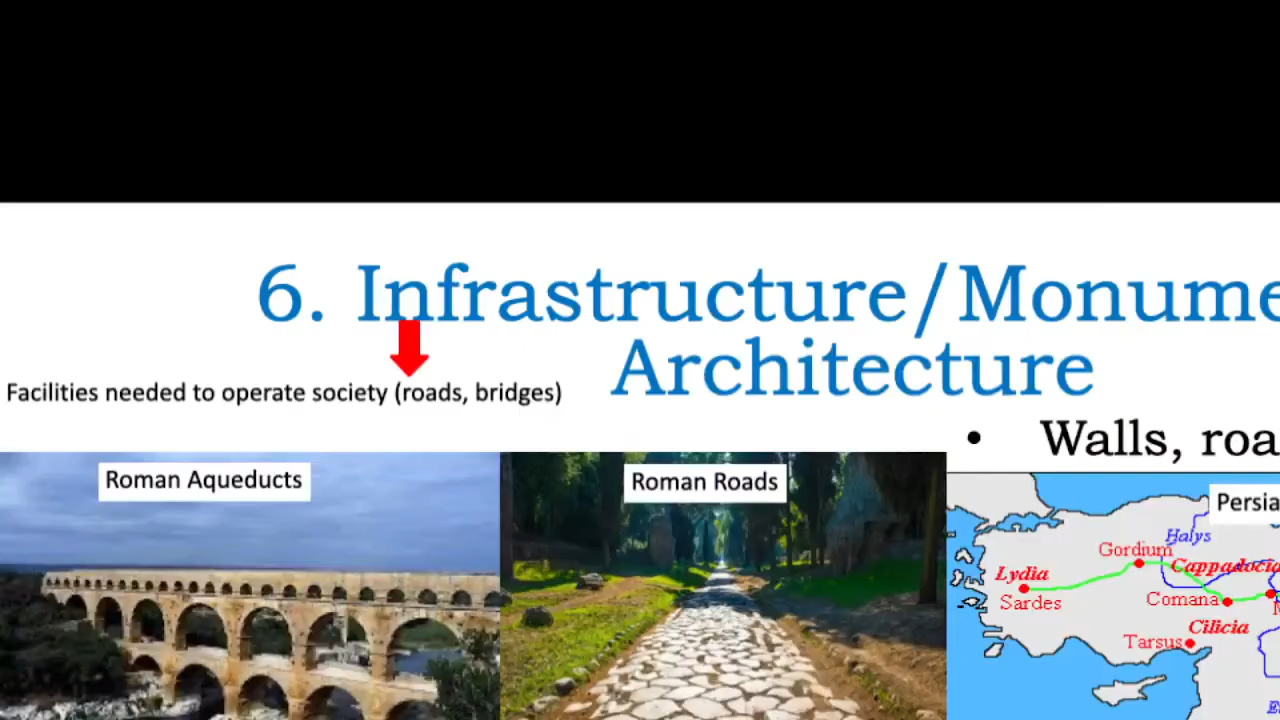 6. Infrastructure/Monume
Architecture
Facilities needed to operate society (roads, bridges)
• Walls, roa
Roman Aqueducts
Roman Roads
Persia
Halys
Gordium
Cappadocia
Lydia
Sardes
Comana
Cilicia
Tarsus